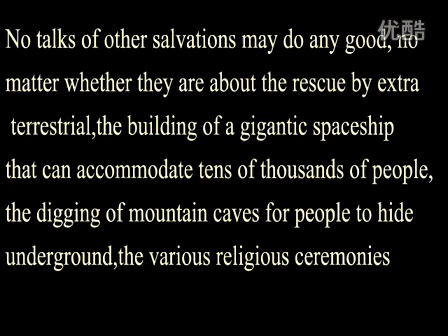 优酷
No talks of other salvations may do any good, no
matter whether they are about the rescue by extra
terrestrial,the building of a gigantic spaceship
that can accommodate tens of thousands of people,
the digging of mountain caves for people to hide
underground,the various religious ceremonies